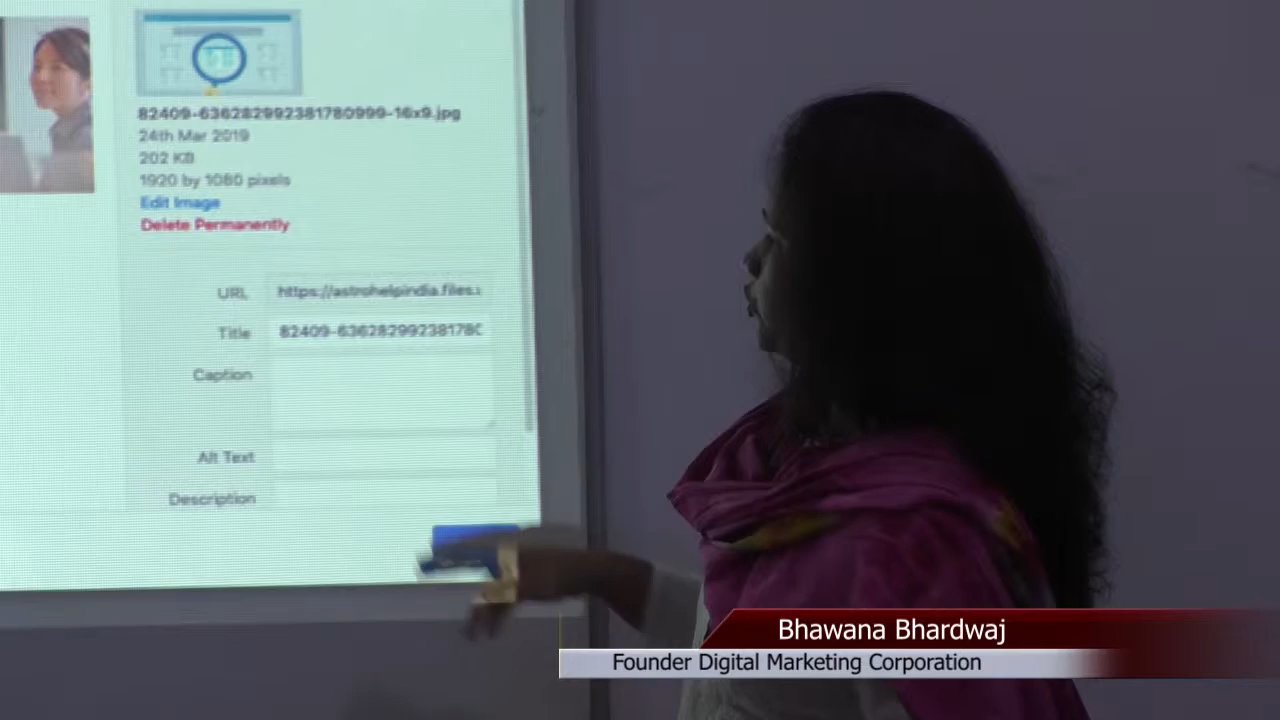 82409-636282992381780999-16x9.jpg
24th Mar 2019
202 KB
1920 by 1080 pixels
Edit Image
Delete Permanently
URL https://astrohelpindia.files.
Title 82409-63628299238178
Caption
Alt Text
Description
Bhawana Bhardwaj
Founder Digital Marketing Corporation